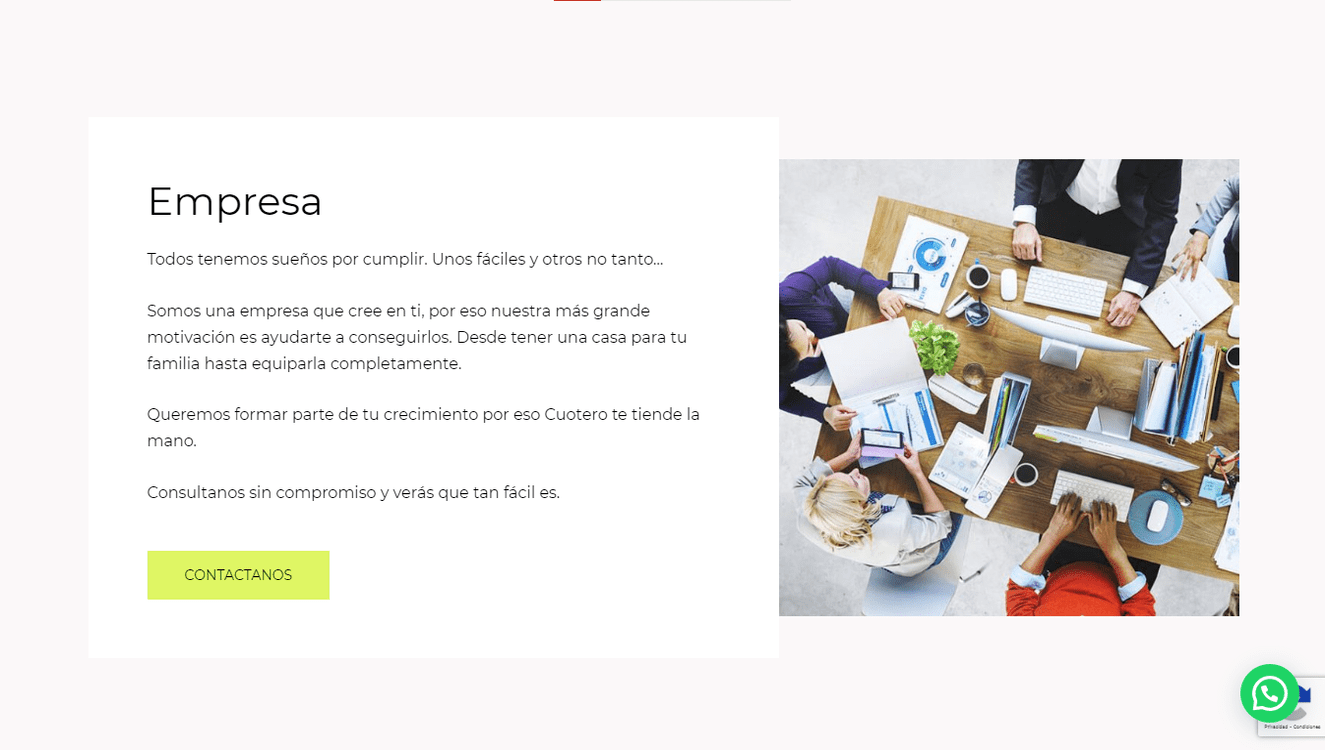 Empresa
Todos tenemos sueños por cumplir. Unos fáciles y otros no tanto...
Somos una empresa que cree en ti, por eso nuestra más grande
motivación es ayudarte a conseguirlos. Desde tener una casa para tu
familia hasta equiparla completamente.
Queremos formar parte de tu crecimiento por eso Cuotero te tiende la
mano.
Consultanos sin compromiso y verás que tan fácil es.
CONTACTANOS
Privacidad - Condiciones